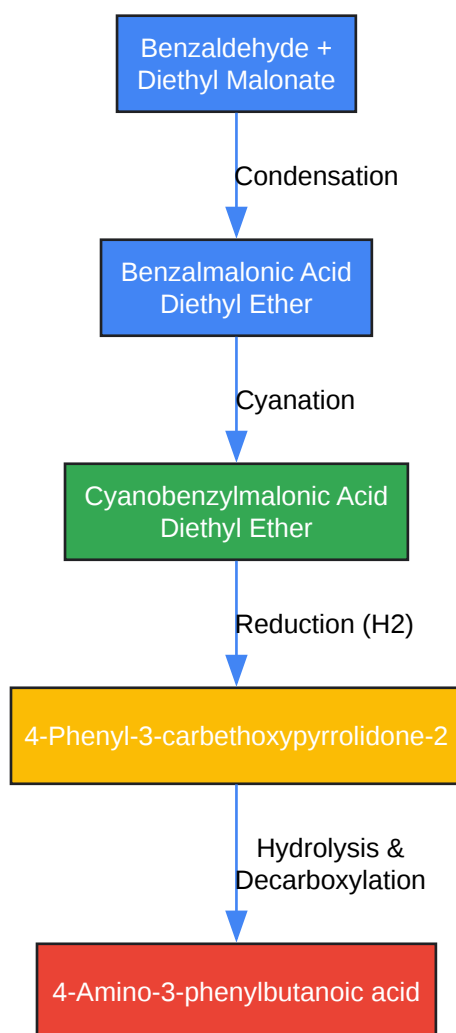 Benzaldehyde +
Diethyl Malonate
Condensation
Benzalmalonic Acid
Diethyl Ether
Cyanation
Cyanobenzylmalonic Acid
Diethyl Ether
Reduction (H2)
4-Phenyl-3-carbethoxypyrrolidone-2
Hydrolysis &
Decarboxylation
4-Amino-3-phenylbutanoic acid